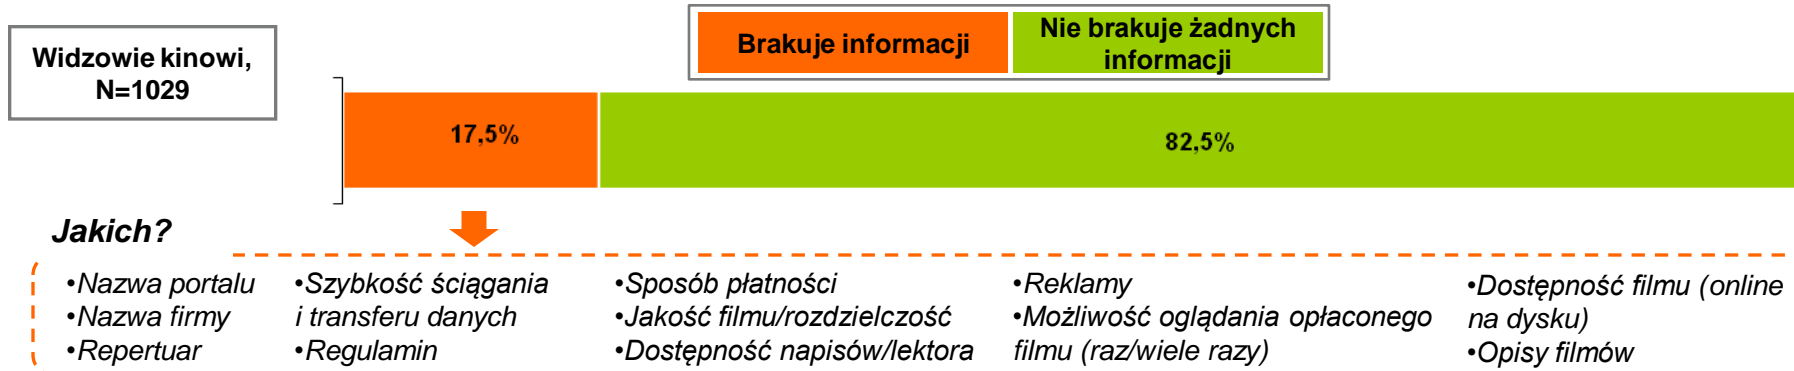 Widzowie kinowi,
N=1029
Brakuje informacji
Nie brakuje żadnych
informacji
17,5%
82,5%
Jakich?
•Nazwa portalu
•Nazwa firmy
•Repertuar
•Szybkość ściągania
i transferu danych
•Regulamin
•Sposób płatności
•Jakość filmu/rozdzielczość
•Dostępność napisów/lektora
•Reklamy
•Możliwość oglądania opłaconego
filmu (raz/wiele razy)
•Dostępność filmu (online
na dysku)
•Opisy filmów